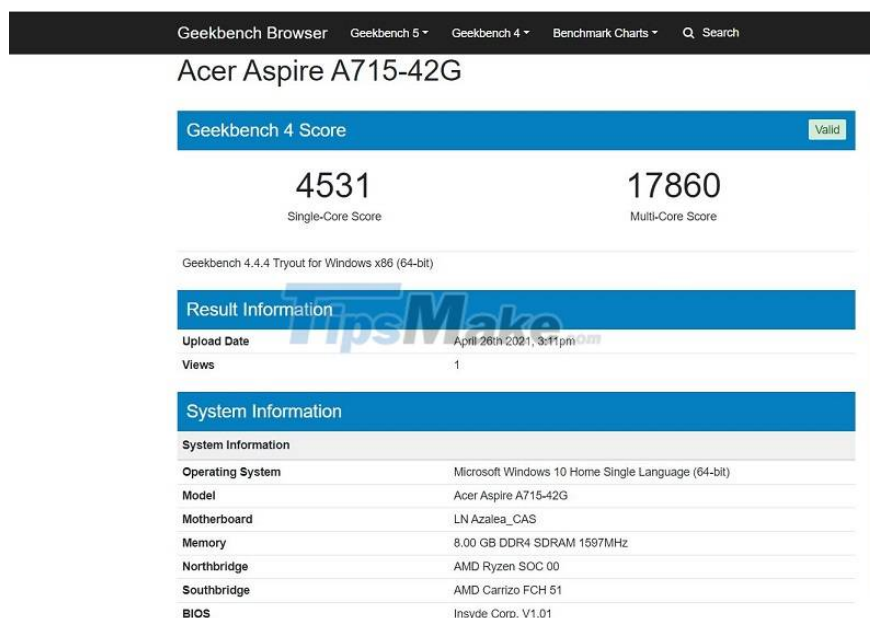 Geekbench Browser Geekbench 5 Geekbench 4 Benchmark Charts Search
Acer Aspire A715-42G
Geekbench 4 Score Valid
4531 17860
Single-Core Score Multi-Core Score
Geekbench 4.4.4 Tryout for Windows x86 (64-bit)
Result Information
TipsMake.com
Upload Date April 26th 2021, 3:11pm
Views 1
System Information
System Information
Operating System Microsoft Windows 10 Home Single Language (64-bit)
Model Acer Aspire A715-42G
Motherboard LN Azalea_CAS
Memory 8.00 GB DDR4 SDRAM 1597MHz
Northbridge AMD Ryzen SOC 00
Southbridge AMD Carrizo FCH 51
BIOS Insyde Corp. V1.01